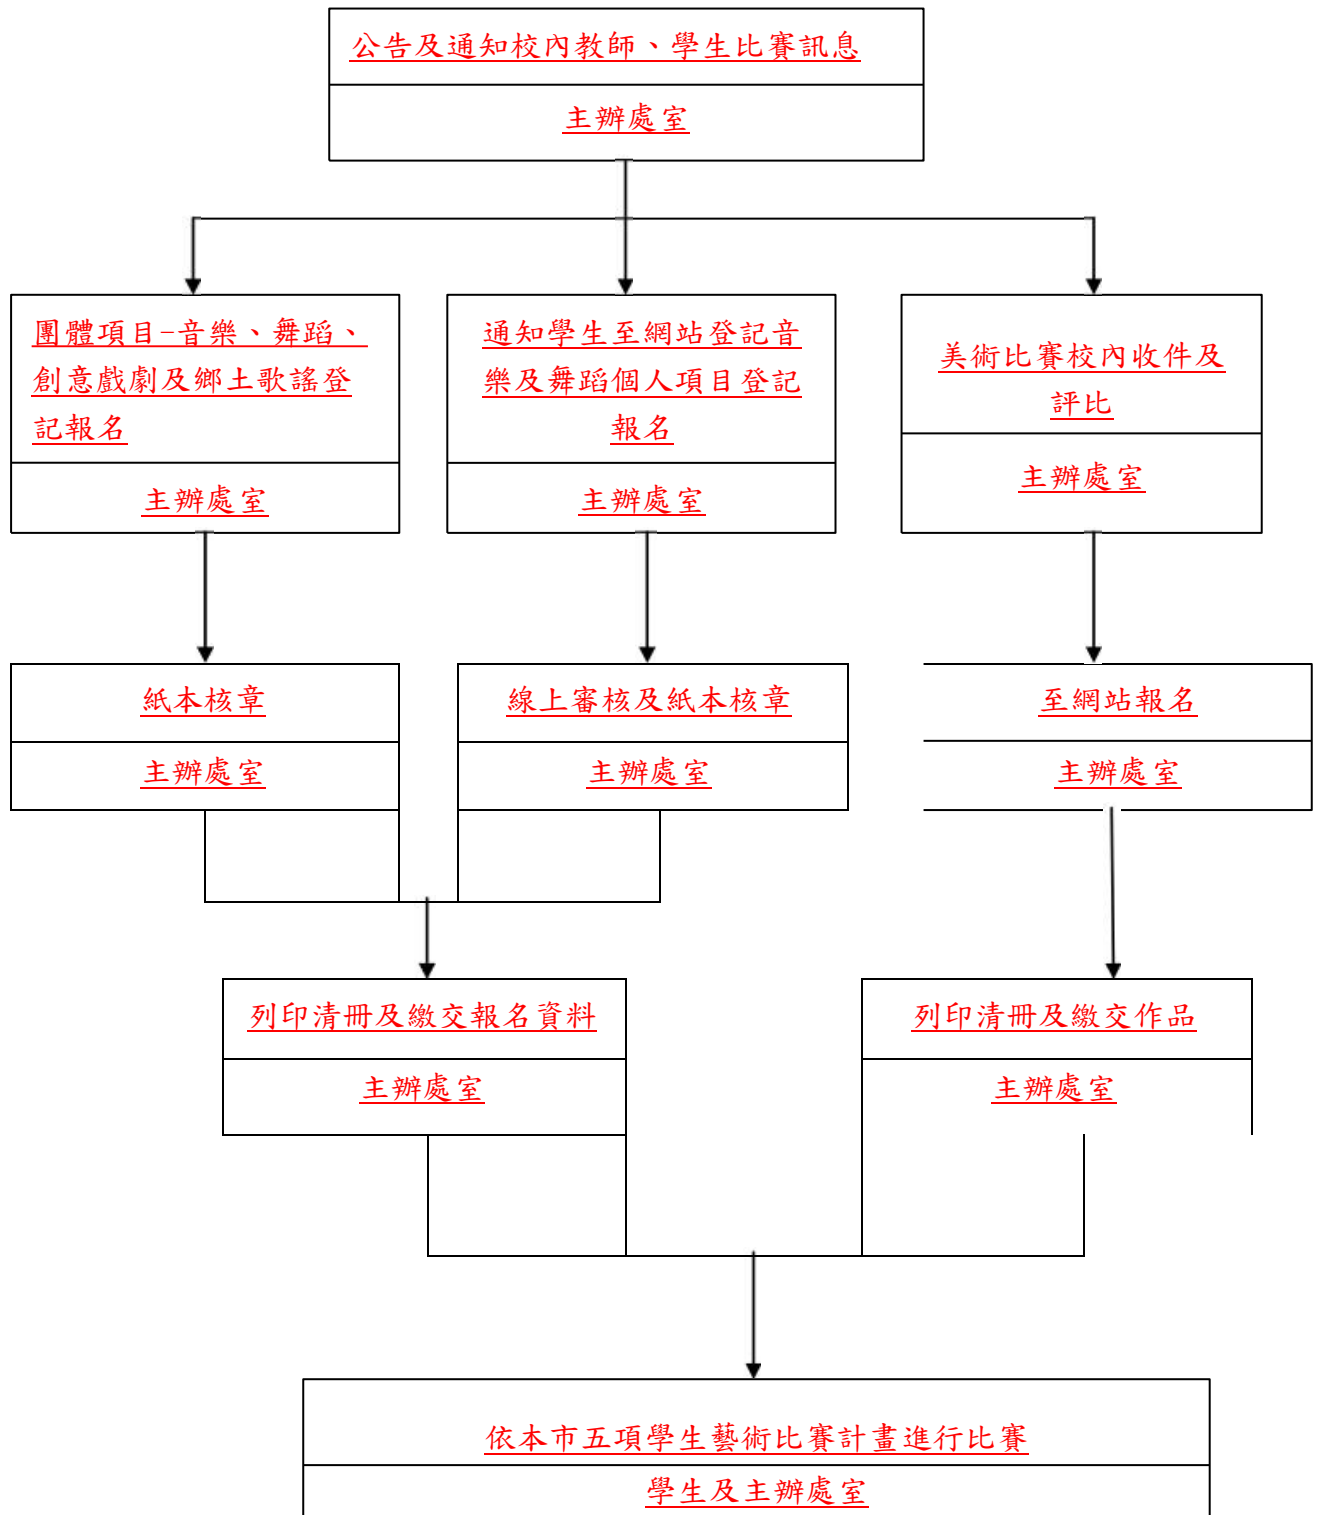 公告及通知校內教師、學生比賽訊息
主辦處室
團體項目-音樂、舞蹈、
創意戲劇及鄉土歌謠登
記報名
主辦處室
通知學生至網站登記音
樂及舞蹈個人項目登記
報名
主辦處室
美術比賽校內收件及
評比
主辦處室
紙本核章
主辦處室
線上審核及紙本核章
主辦處室
至網站報名
主辦處室
列印清冊及繳交報名資料
主辦處室
列印清冊及繳交作品
主辦處室
依本市五項學生藝術比賽計畫進行比賽
學生及主辦處室